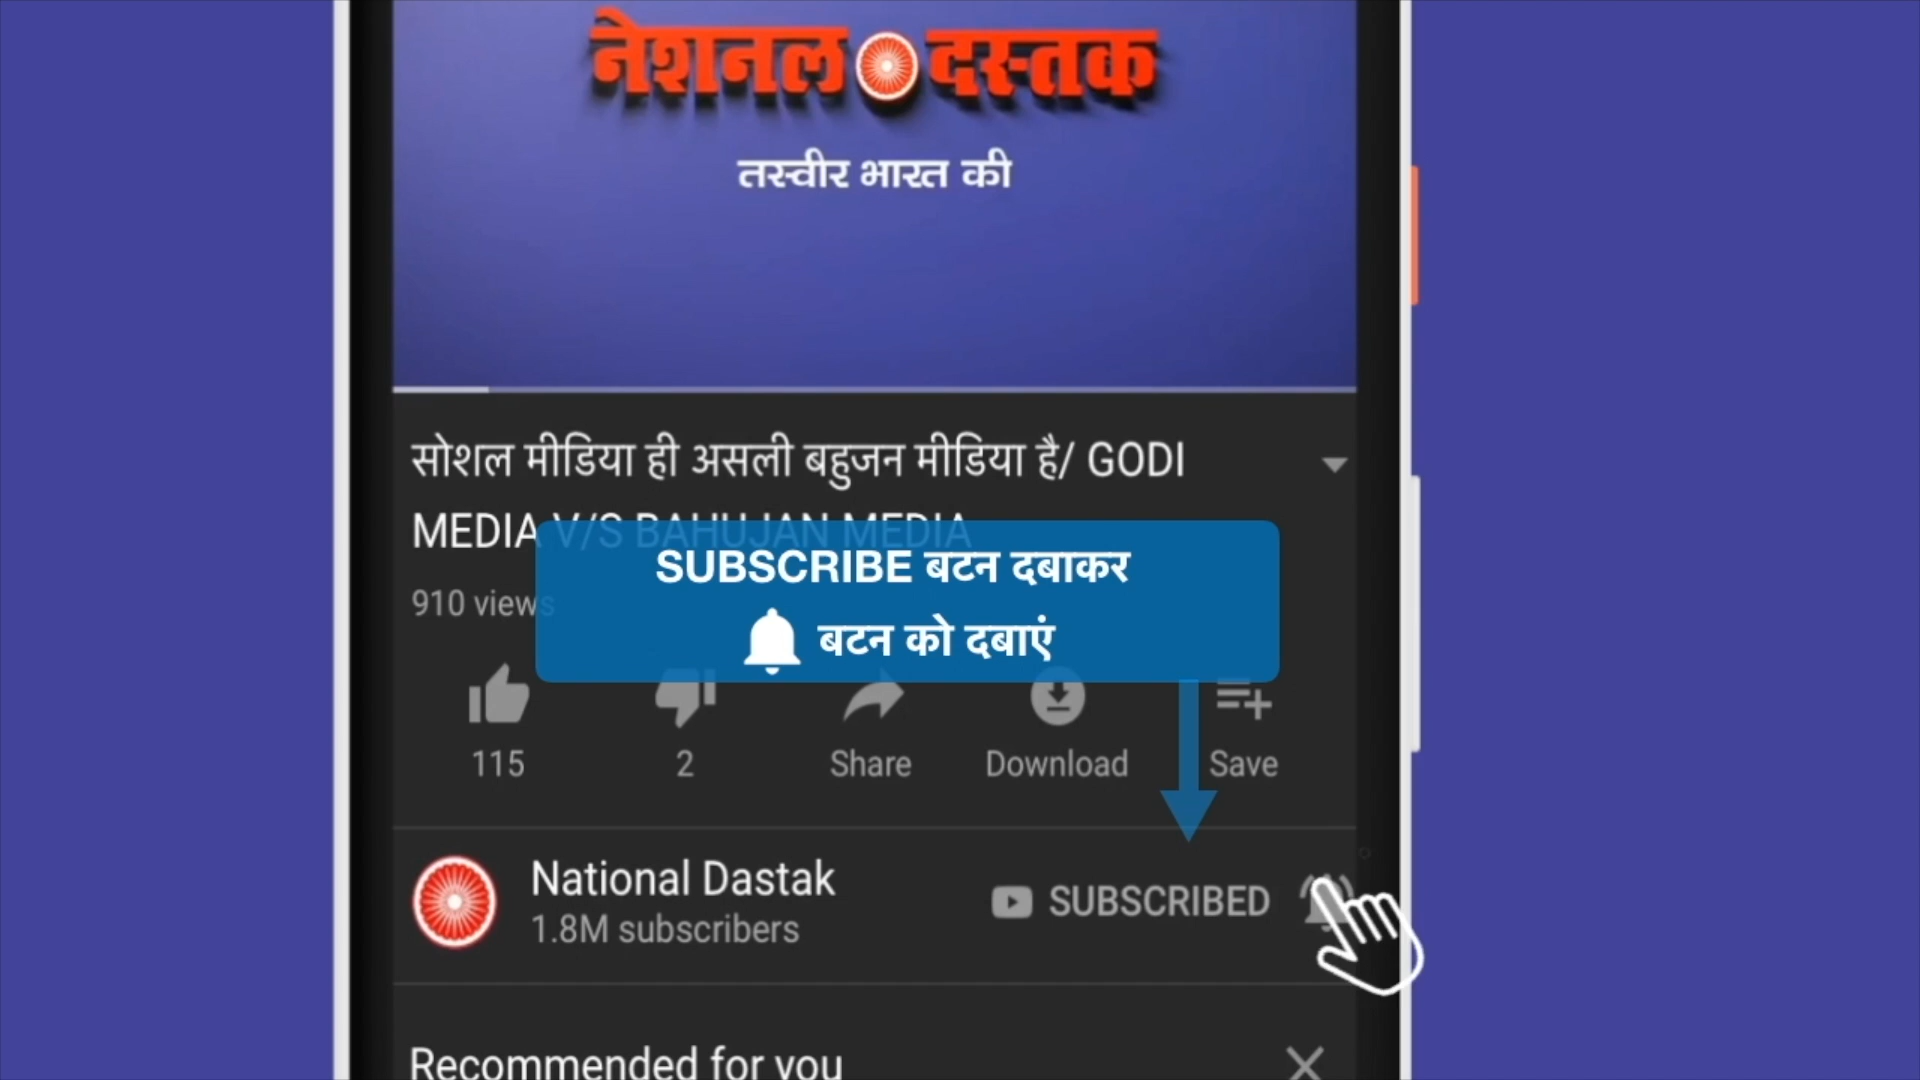 नेशनल दस्तक
तस्वीर भारत की
सोशल मीडिया ही असली बहुजन मीडिया है/ GODI
MEDIA V/S BAHUJAN MEDIA
910 views
SUBSCRIBE बटन दबाकर
बटन को दबाएं
115
2
Share
Download
Save
National Dastak
1.8M subscribers
SUBSCRIBED
Recommended for you